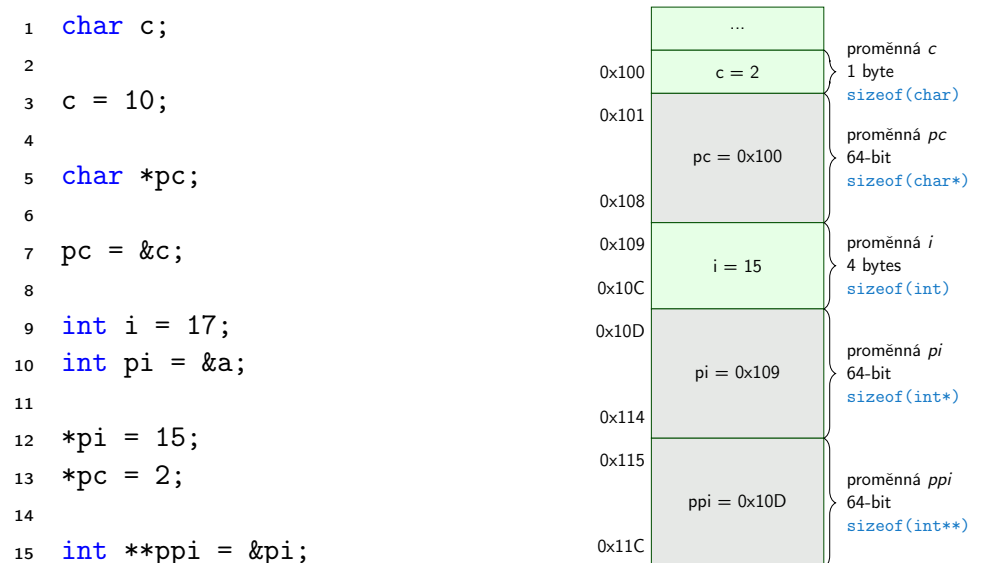 1 char c;
2
3 c = 10;
4
5 char *pc;
6
7 pc = &c;
8
9 int i = 17;
10 int pi = &a;
11
12 *pi = 15;
13 *pc = 2;
14
15 int **ppi = &pi;
...
0x100
c = 2
proměnná c
1 byte
sizeof(char)
0x101
pc = 0x100
0x108
proměnná pc
64-bit
sizeof(char*)
0x109
i = 15
0x10C
proměnná i
4 bytes
sizeof(int)
0x10D
pi = 0x109
0x114
proměnná pi
64-bit
sizeof(int*)
0x115
ppi = 0x10D
0x11C
proměnná ppi
64-bit
sizeof(int**)